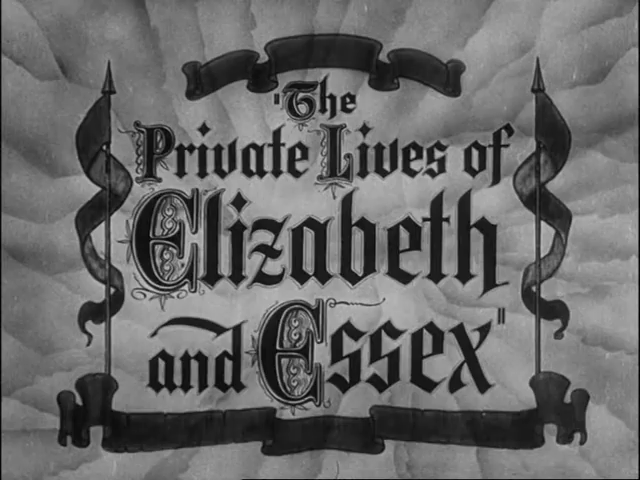 "The
Private Lives of
Elizabeth
and Essex"